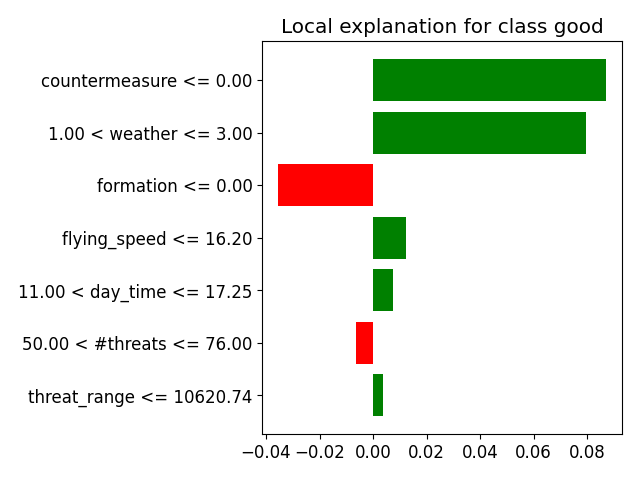 Local explanation for class good
countermeasure <= 0.00
1.00 < weather <= 3.00
formation <= 0.00
flying_speed <= 16.20
11.00 < day_time <= 17.25
50.00 < #threats <= 76.00
threat_range <= 10620.74
−0.04 −0.02 0.00 0.02 0.04 0.06 0.08